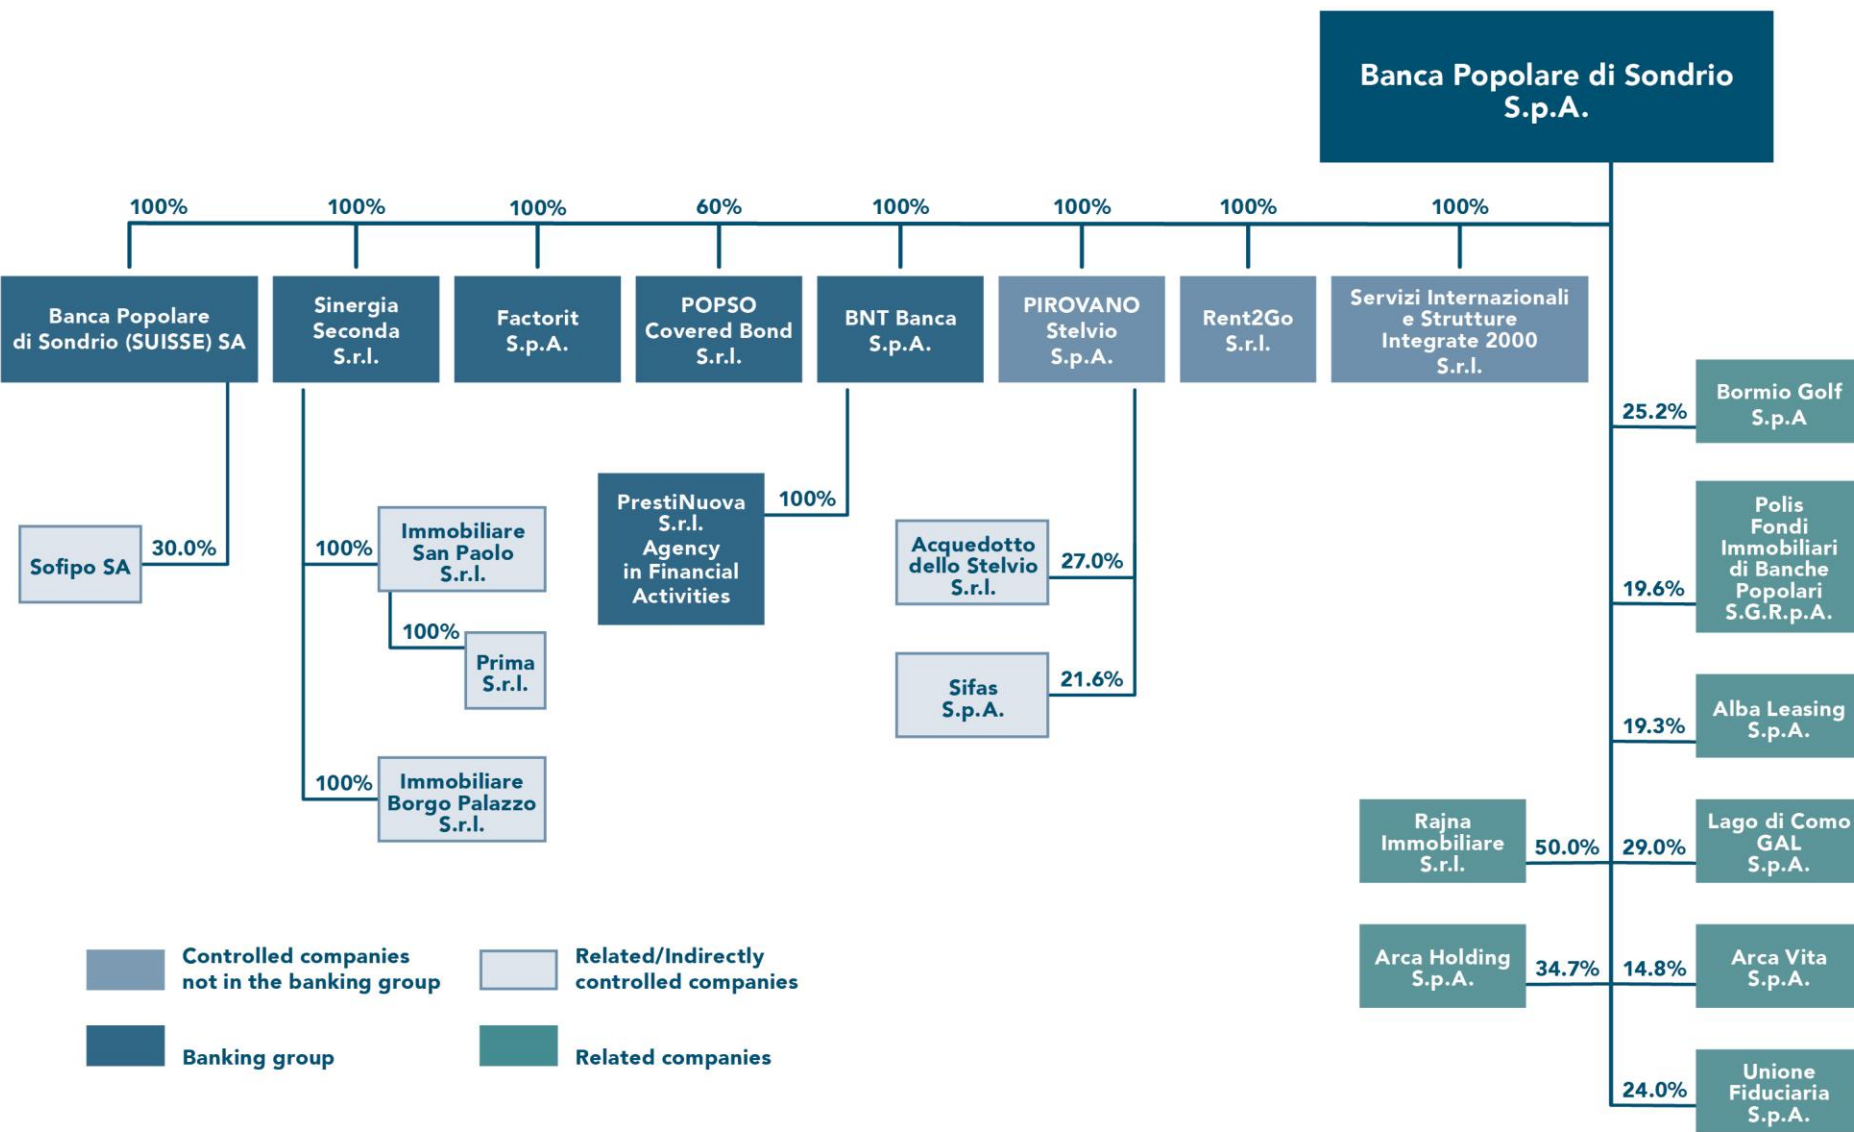 Banca Popolare di Sondrio
S.p.A.
100%
100%
100%
60%
100%
100%
100%
100%
Banca Popolare
di Sondrio (SUISSE) SA
Sinergia
Seconda
S.r.l.
Factorit
S.p.A.
POPSO
Covered Bond
S.r.l.
BNT Banca
S.p.A.
PIROVANO
Stelvio
S.p.A.
Rent2Go
S.r.l.
Servizi Internazionali
e Strutture
Integrate 2000
S.r.l.
Sofipo SA
30.0%
100%
Immobiliare
San Paolo
S.r.l.
100%
Prima
S.r.l.
100%
Immobiliare
Borgo Palazzo
S.r.l.
PrestiNuova
S.r.l.
Agency
in Financial
Activities
100%
Acquedotto
dello Stelvio
S.r.l.
27.0%
Sifas
S.p.A.
21.6%
25.2%
Bormio Golf
S.p.A
19.6%
Polis
Fondi
Immobiliari
di Banche
Popolari
S.G.R.p.A.
19.3%
Alba Leasing
S.p.A.
Rajna
Immobiliare
S.r.l.
50.0%
29.0%
Lago di Como
GAL
S.p.A.
Arca Holding
S.p.A.
34.7%
14.8%
Arca Vita
S.p.A.
24.0%
Unione
Fiduciaria
S.p.A.
Controlled companies
not in the banking group
Related/Indirectly
controlled companies
Banking group
Related companies